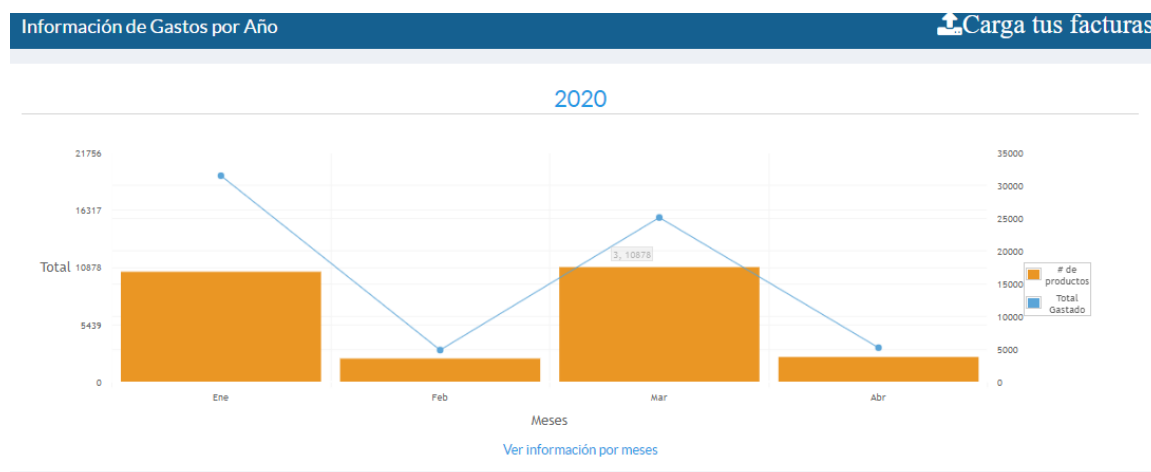 Información de Gastos por Año
Carga tus facturas
2020
21756
16317
Total
10878
5439
0
35000
30000
25000
20000
15000
10000
5000
0
3, 10878
# de
productos
Total
Gastado
Ene
Feb
Mar
Abr
Meses
Ver información por meses